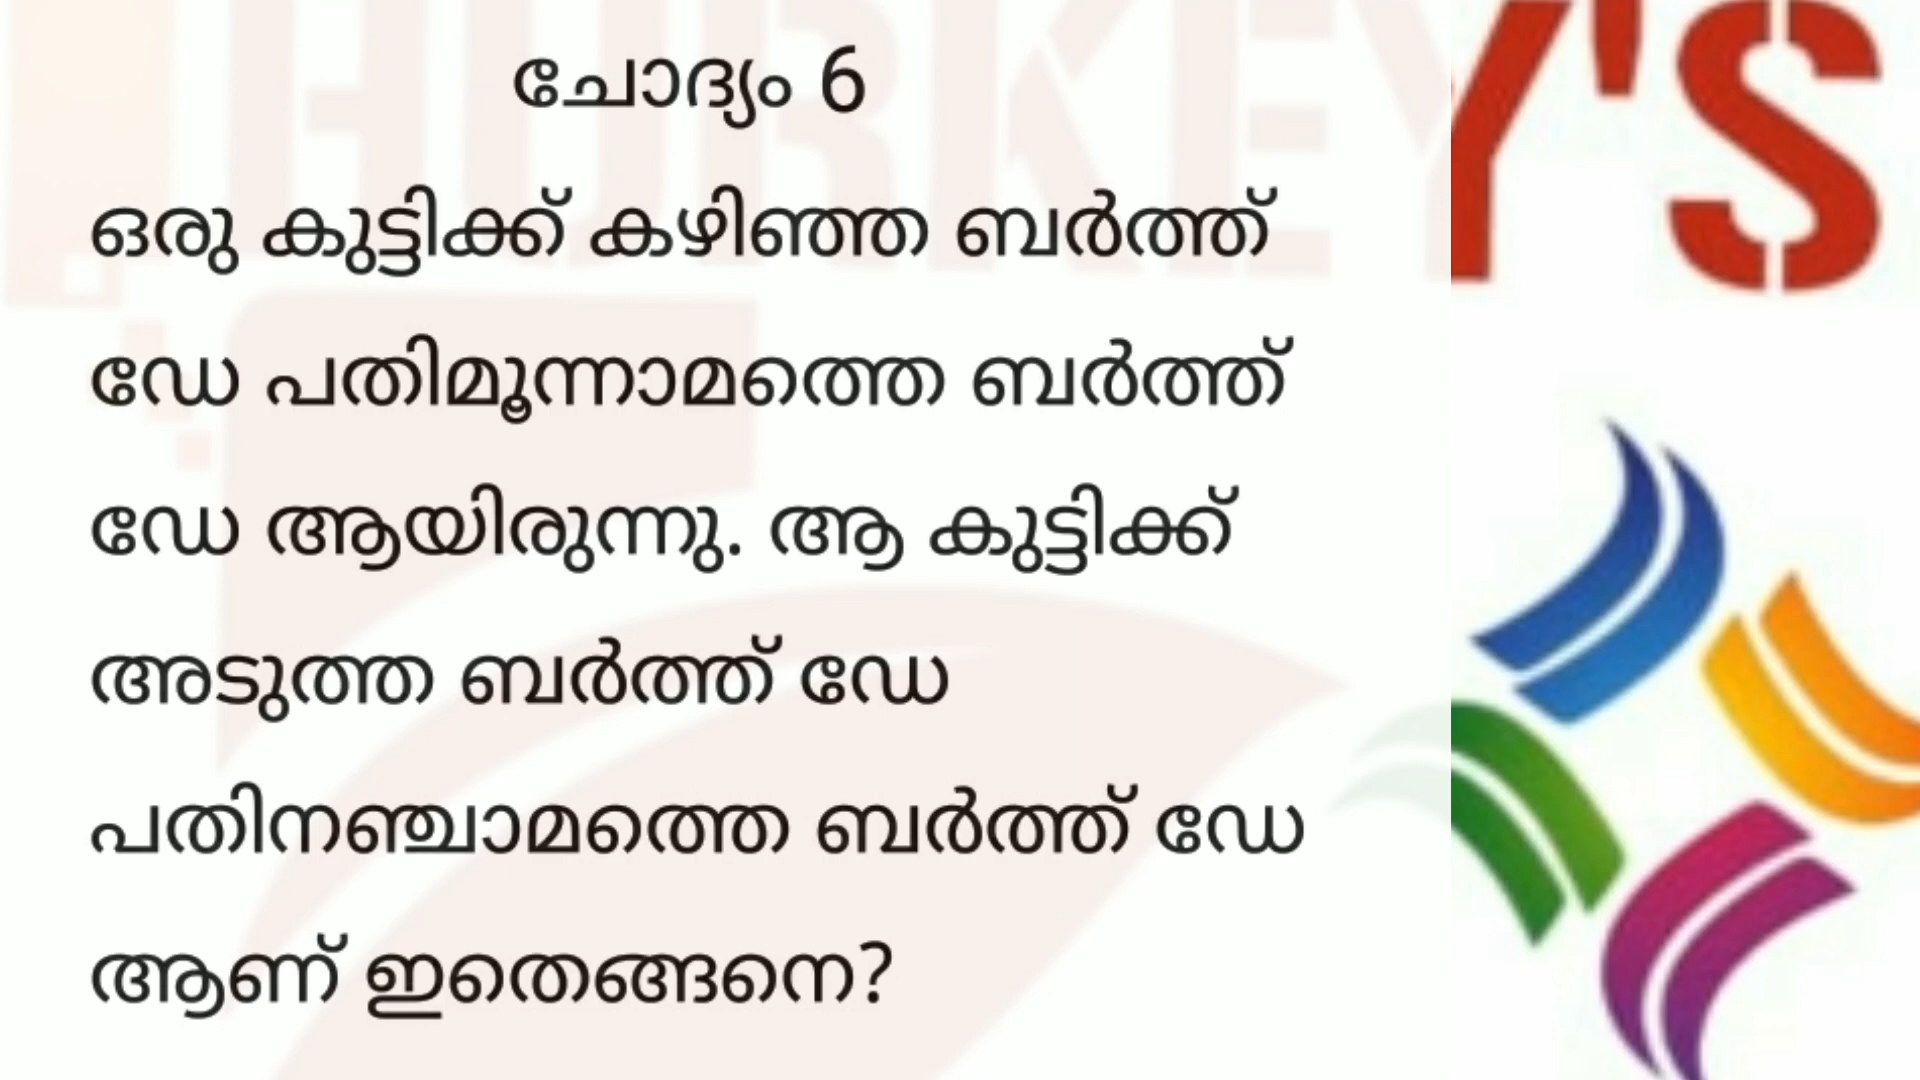 ചോദ്യം 6
ഒരു കുട്ടിക്ക് കഴിഞ്ഞ ബർത്ത്
ഡേ പതിമൂന്നാമത്തെ ബർത്ത്
ഡേ ആയിരുന്നു. ആ കുട്ടിക്ക്
അടുത്ത ബർത്ത് ഡേ
പതിനഞ്ചാമത്തെ ബർത്ത് ഡേ
ആണ് ഇതെങ്ങനെ?
Y'S